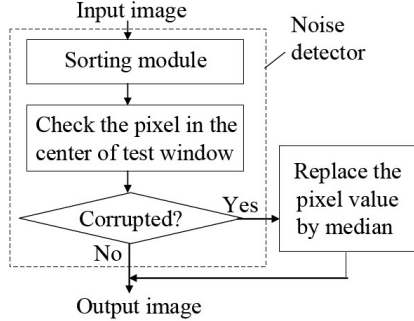 Input image
Noise
detector
Sorting module
Check the pixel in the
center of test window
Corrupted?
Yes
No
Replace the
pixel value
by median
Output image